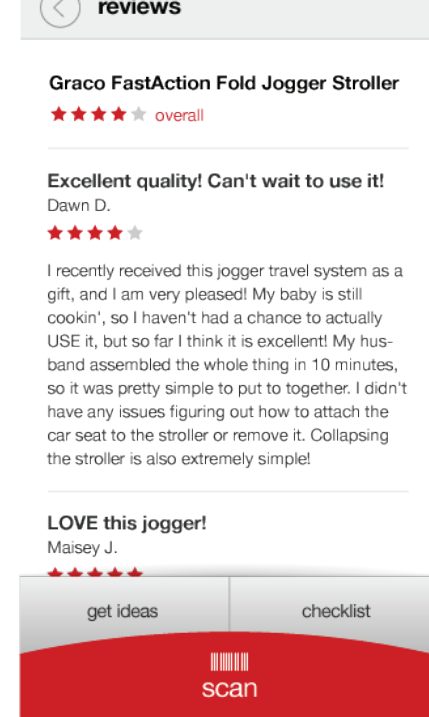 reviews
Graco FastAction Fold Jogger Stroller
overall
Excellent quality! Can't wait to use it!
Dawn D.
I recently received this jogger travel system as a
gift, and I am very pleased! My baby is still
cookin', so I haven't had a chance to actually
USE it, but so far I think it is excellent! My hus-
band assembled the whole thing in 10 minutes,
so it was pretty simple to put to together. I didn't
have any issues figuring out how to attach the
car seat to the stroller or remove it. Collapsing
the stroller is also extremely simple!
LOVE this jogger!
Maisey J.
get ideas
checklist
scan